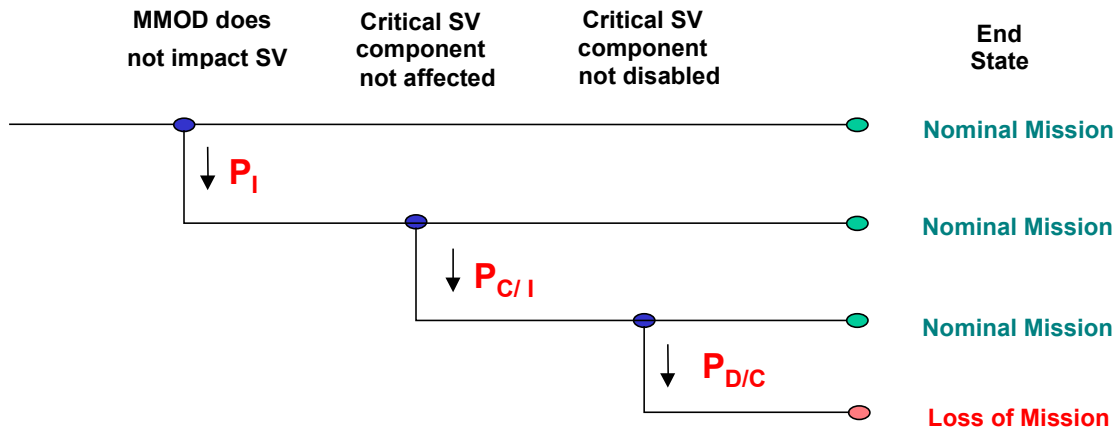 MMOD does
not impact SV
Critical SV
component
not affected
Critical SV
component
not disabled
End
State
Nominal Mission
P_I
Nominal Mission
P_C/ I
Nominal Mission
P_D/C
Loss of Mission